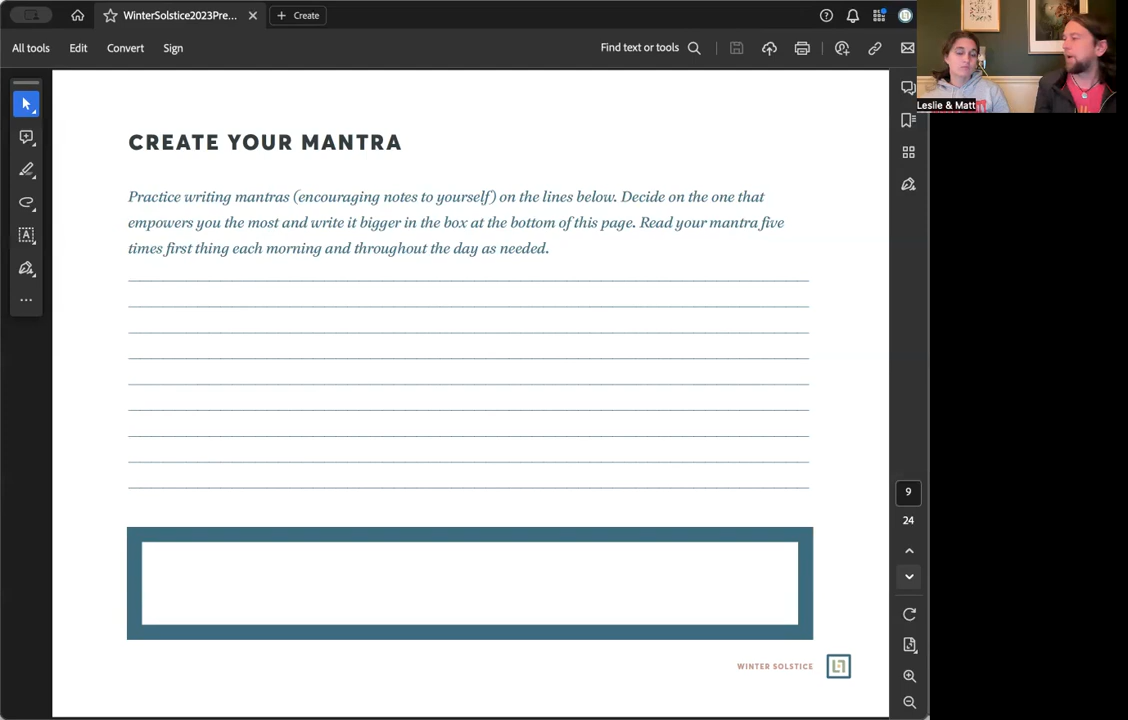 WinterSolstice2023Pre...
Create
All tools
Edit
Convert
Sign
Find text or tools
Leslie & Matt
CREATE YOUR MANTRA
Practice writing mantras (encouraging notes to yourself) on the lines below. Decide on the one that
empowers you the most and write it bigger in the box at the bottom of this page. Read your mantra five
times first thing each morning and throughout the day as needed.
9
24
WINTER SOLSTICE